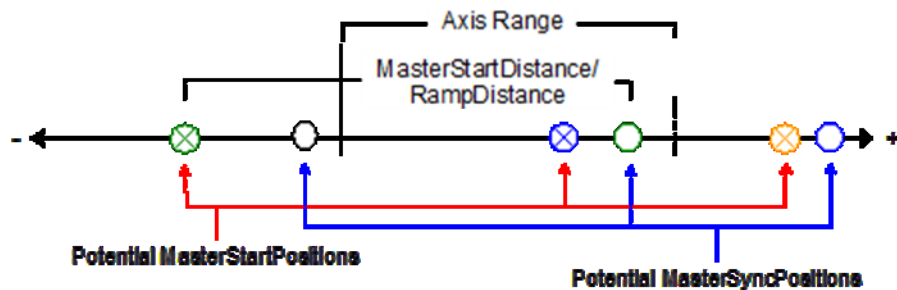 Axis Range
MasterStartDistance/
RampDistance
- +
Potential MasterStartPositions
Potential MasterSyncPositions